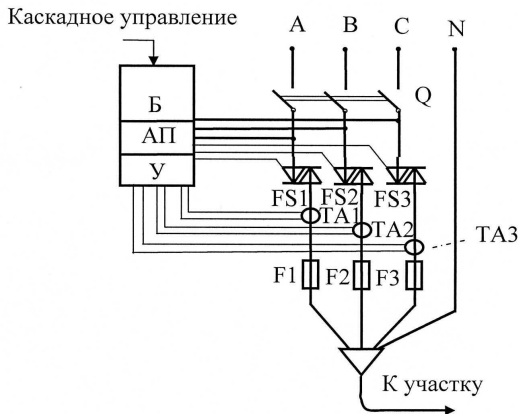 Каскадное управление
A B C N
Б
АП
У
Q
FS1 FS2 FS3
TA1
TA2
TA3
F1 F2 F3
К участку